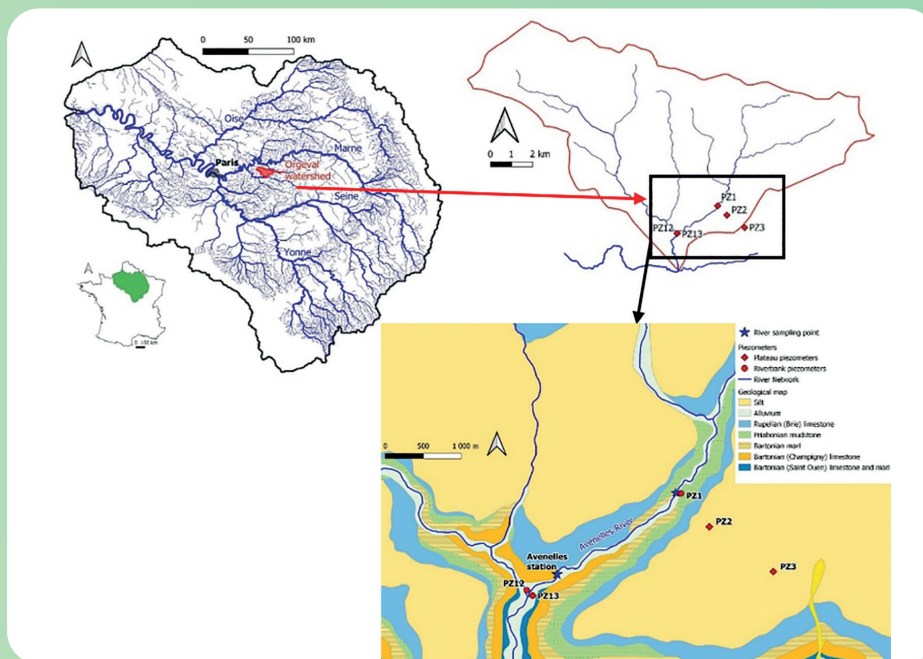 0 50 100 km
Oise
Marne
Paris
Orgeval
watershed
Seine
Yonne
0 100 km
0 1 2 km
PZ1
PZ2
PZ12
PZ13
PZ3
0 500 1 000 m
Avenelles River
PZ1
PZ2
Avenelles
station
PZ3
PZ12
PZ13
River sampling point
Piezometers
Plateau piezometers
Riverbank piezometers
River Network
Geological map
Silt
Alluvium
Rupelian (Brie) limestone
Priabonian mudstone
Bartonian marl
Bartonian (Champigny) limestone
Bartonian (Saint Ouen) limestone and marl